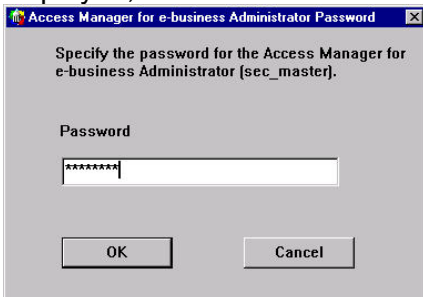 Access Manager for e-business Administrator Password
Specify the password for the Access Manager for
e-business Administrator (sec_master).
Password
********
OK
Cancel